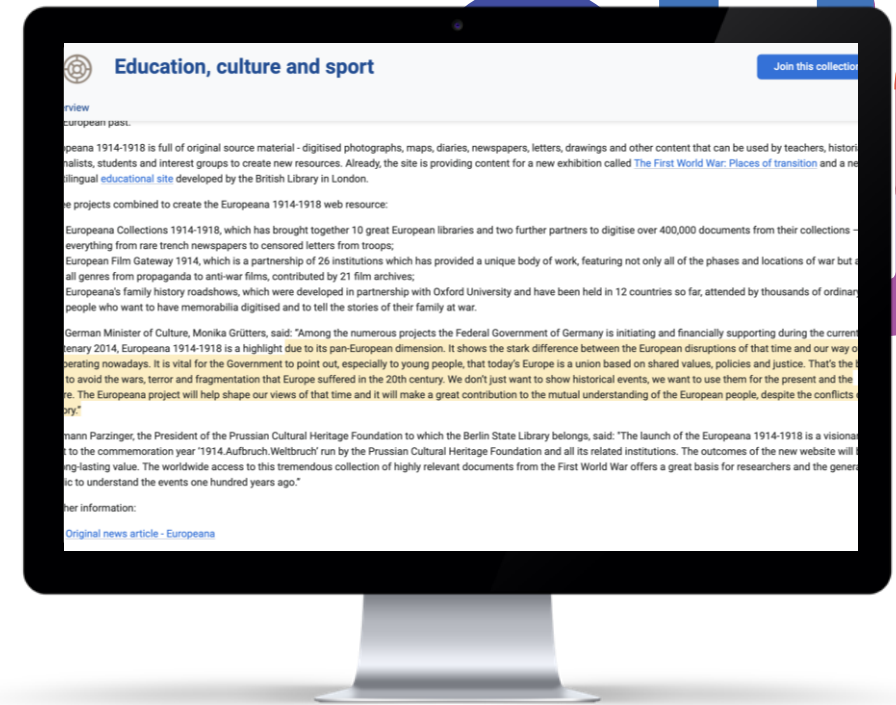 Education, culture and sport
Join this collection
rview
European past.
peana 1914-1918 is full of original source material - digitised photographs, maps, diaries, newspapers, letters, drawings and other content that can be used by teachers, histori
nalists, students and interest groups to create new resources. Already, the site is providing content for a new exhibition called The First World War: Places of transition and a ne
tilingual educational site developed by the British Library in London.
e projects combined to create the Europeana 1914-1918 web resource:
Europeana Collections 1914-1918, which has brought together 10 great European libraries and two further partners to digitise over 400,000 documents from their collections –
everything from rare trench newspapers to censored letters from troops;
European Film Gateway 1914, which is a partnership of 26 institutions which has provided a unique body of work, featuring not only all of the phases and locations of war but a
all genres from propaganda to anti-war films, contributed by 21 film archives;
Europeana's family history roadshows, which were developed in partnership with Oxford University and have been held in 12 countries so far, attended by thousands of ordinary
people who want to have memorabilia digitised and to tell the stories of their family at war.
German Minister of Culture, Monika Grütters, said: “Among the numerous projects the Federal Government of Germany is initiating and financially supporting during the current
tenary 2014, Europeana 1914-1918 is a highlight due to its pan-European dimension. It shows the stark difference between the European disruptions of that time and our way o
perating nowadays. It is vital for the Government to point out, especially to young people, that today’s Europe is a union based on shared values, policies and justice. That’s the b
to avoid the wars, terror and fragmentation that Europe suffered in the 20th century. We don’t just want to show historical events, we want to use them for the present and the
re. The Europeana project will help shape our views of that time and it will make a great contribution to the mutual understanding of the European people, despite the conflicts o
ory.”
mann Parzinger, the President of the Prussian Cultural Heritage Foundation to which the Berlin State Library belongs, said: “The launch of the Europeana 1914-1918 is a visiona
t to the commemoration year ‘1914.Aufbruch.Weltbruch’ run by the Prussian Cultural Heritage Foundation and all its related institutions. The outcomes of the new website will b
ng-lasting value. The worldwide access to this tremendous collection of highly relevant documents from the First World War offers a great basis for researchers and the genera
lic to understand the events one hundred years ago.”
her information:
Original news article - Europeana